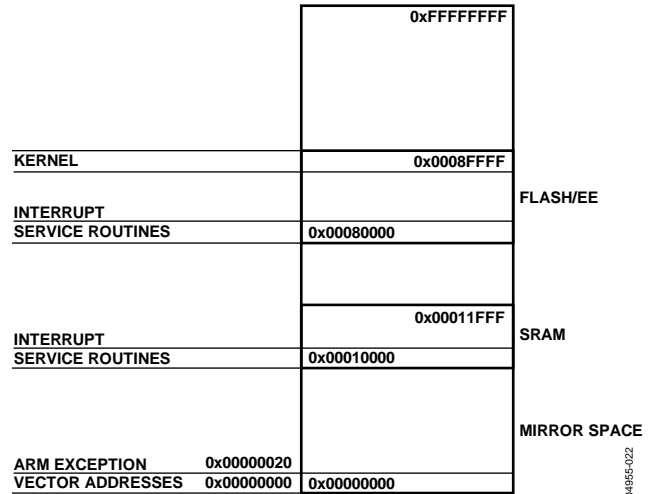 0xFFFFFFFF
KERNEL 0x0008FFFF
FLASH/EE
INTERRUPT
SERVICE ROUTINES 0x00080000
0x00011FFF
SRAM
INTERRUPT
SERVICE ROUTINES 0x00010000
MIRROR SPACE
ARM EXCEPTION 0x00000020
VECTOR ADDRESSES 0x00000000 0x00000000
04955-022